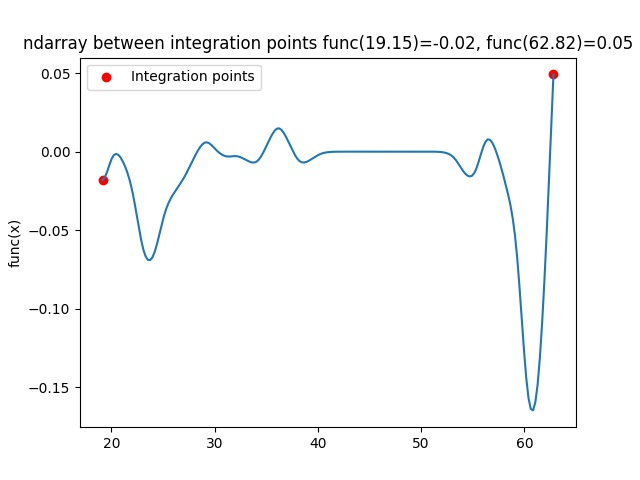 ndarray between integration points func(19.15)=-0.02, func(62.82)=0.05
Integration points
func(x)
0.05
0.00
−0.05
−0.10
−0.15
20 30 40 50 60